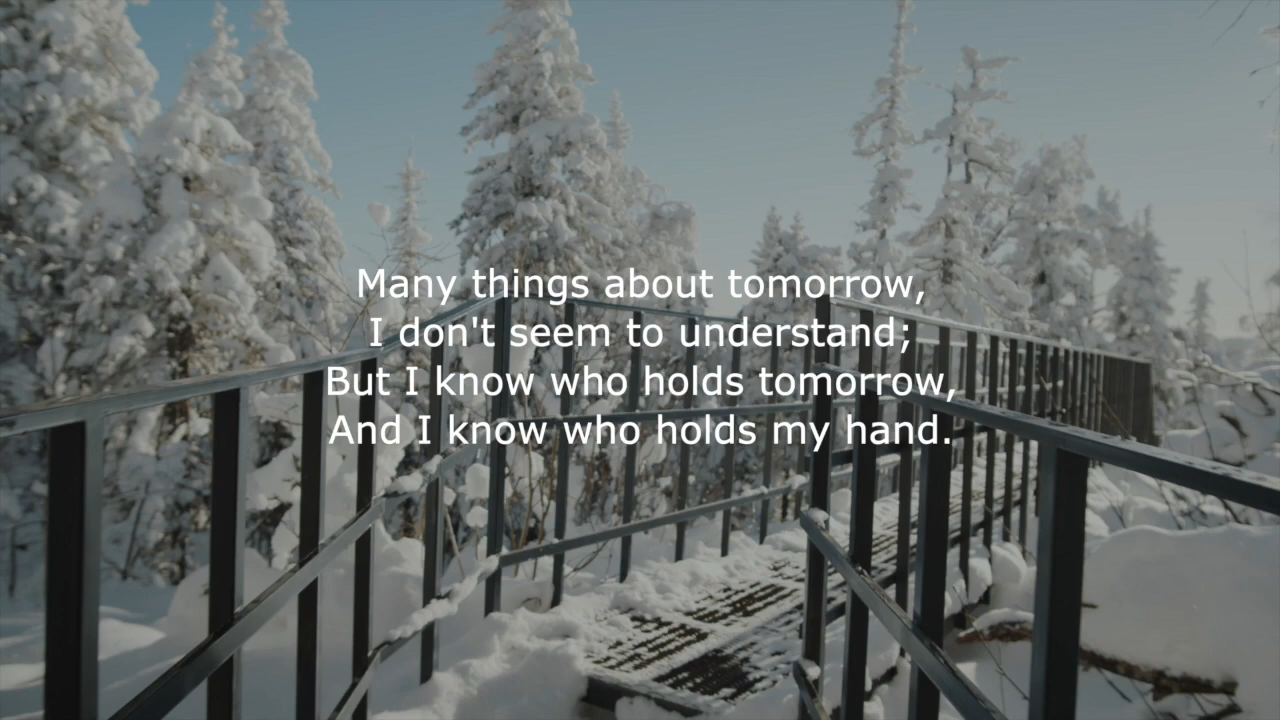 Many things about tomorrow,
I don't seem to understand;
But I know who holds tomorrow,
And I know who holds my hand.